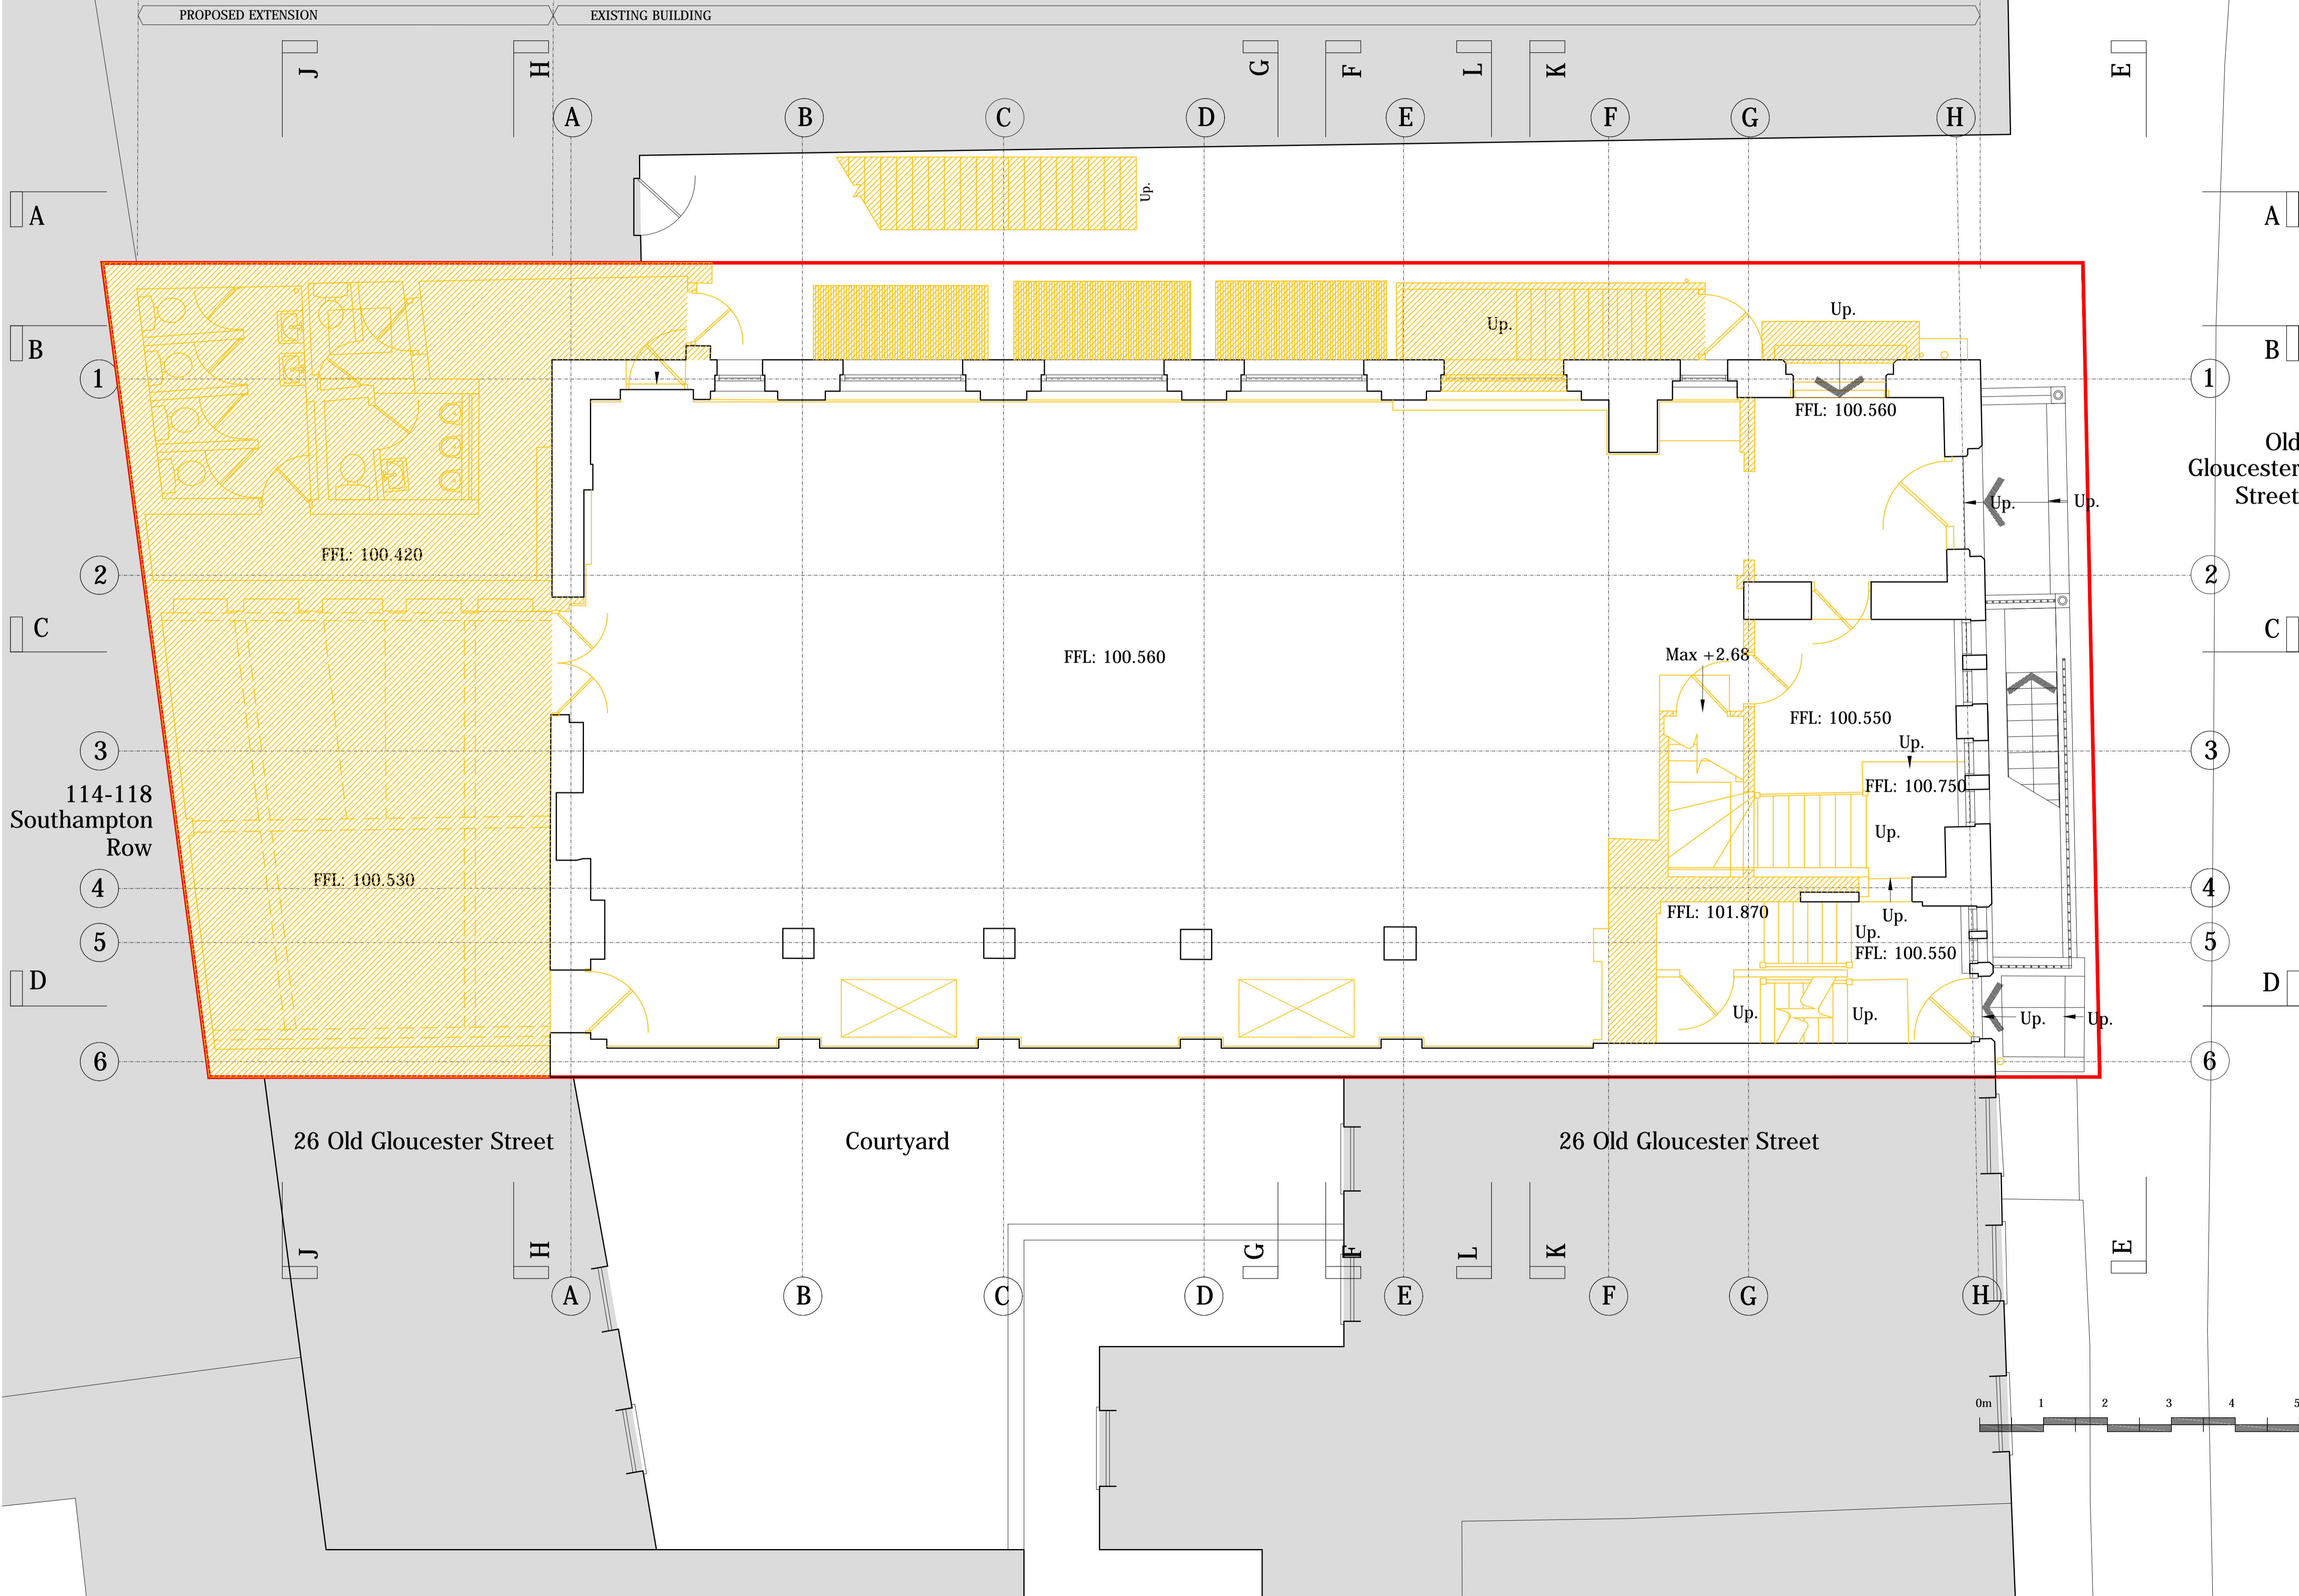 PROPOSED EXTENSION
EXISTING BUILDING
J
H
G
F
L
K
E
A
B
C
D
E
F
G
H
A
A
Up.
Up.
Up.
B
B
1
1
FFL: 100.560
Old
Gloucester
Street
Up.
Up.
FFL: 100.420
2
2
C
C
FFL: 100.560
Max +2.68
FFL: 100.550
Up.
3
3
FFL: 100.750
114-118
Southampton
Row
Up.
FFL: 100.530
4
4
FFL: 101.870
Up.
Up.
5
5
FFL: 100.550
D
D
Up.
Up.
Up.
Up.
6
6
26 Old Gloucester Street
Courtyard
26 Old Gloucester Street
J
H
G
F
L
K
E
A
B
C
D
E
F
G
H
0m
1
2
3
4
5